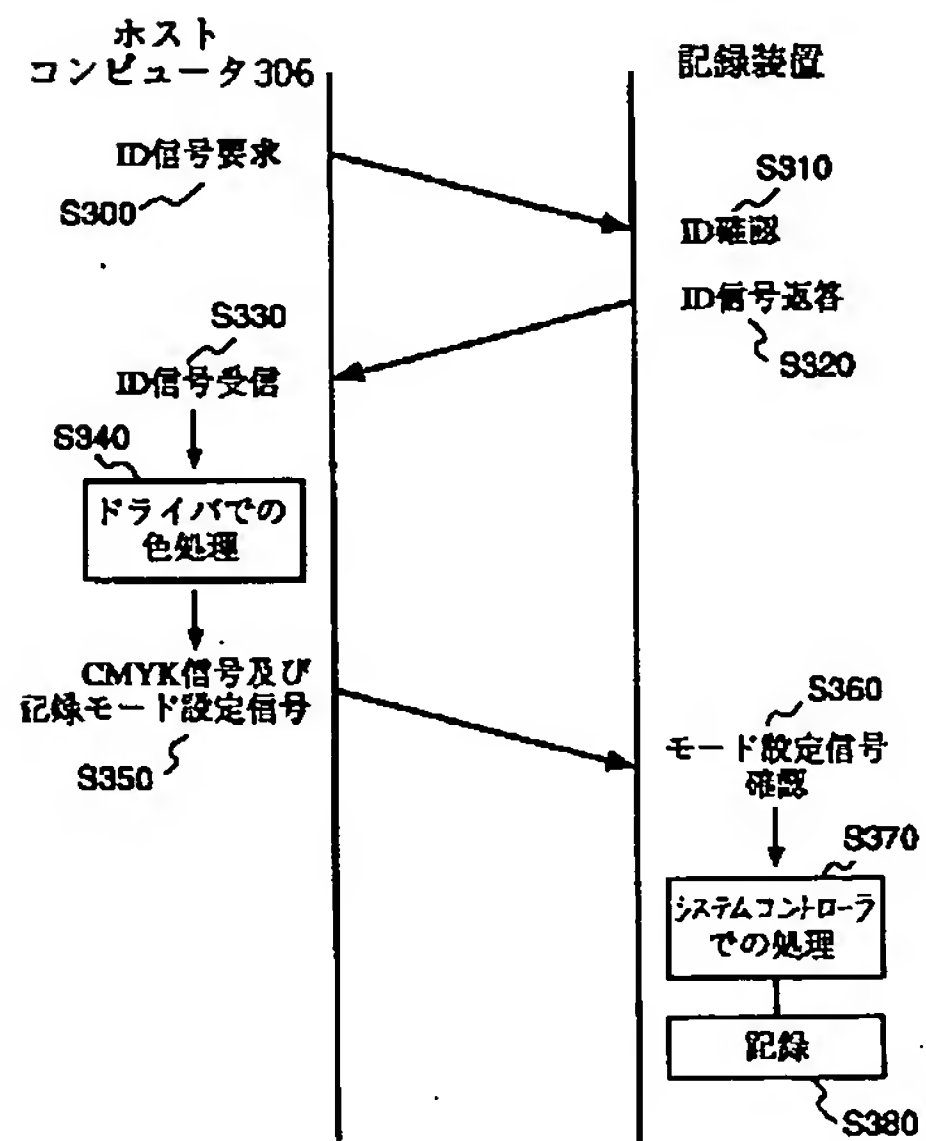 ホスト
コンピュータ306
記録装置
ID信号要求
S300
S310
ID確認
ID信号返答
S320
S330
ID信号受信
S340
ドライバでの
色処理
CMYK信号及び
記録モード設定信号
S350
S360
モード設定信号
確認
S370
システムコントローラ
での処理
記録
S380